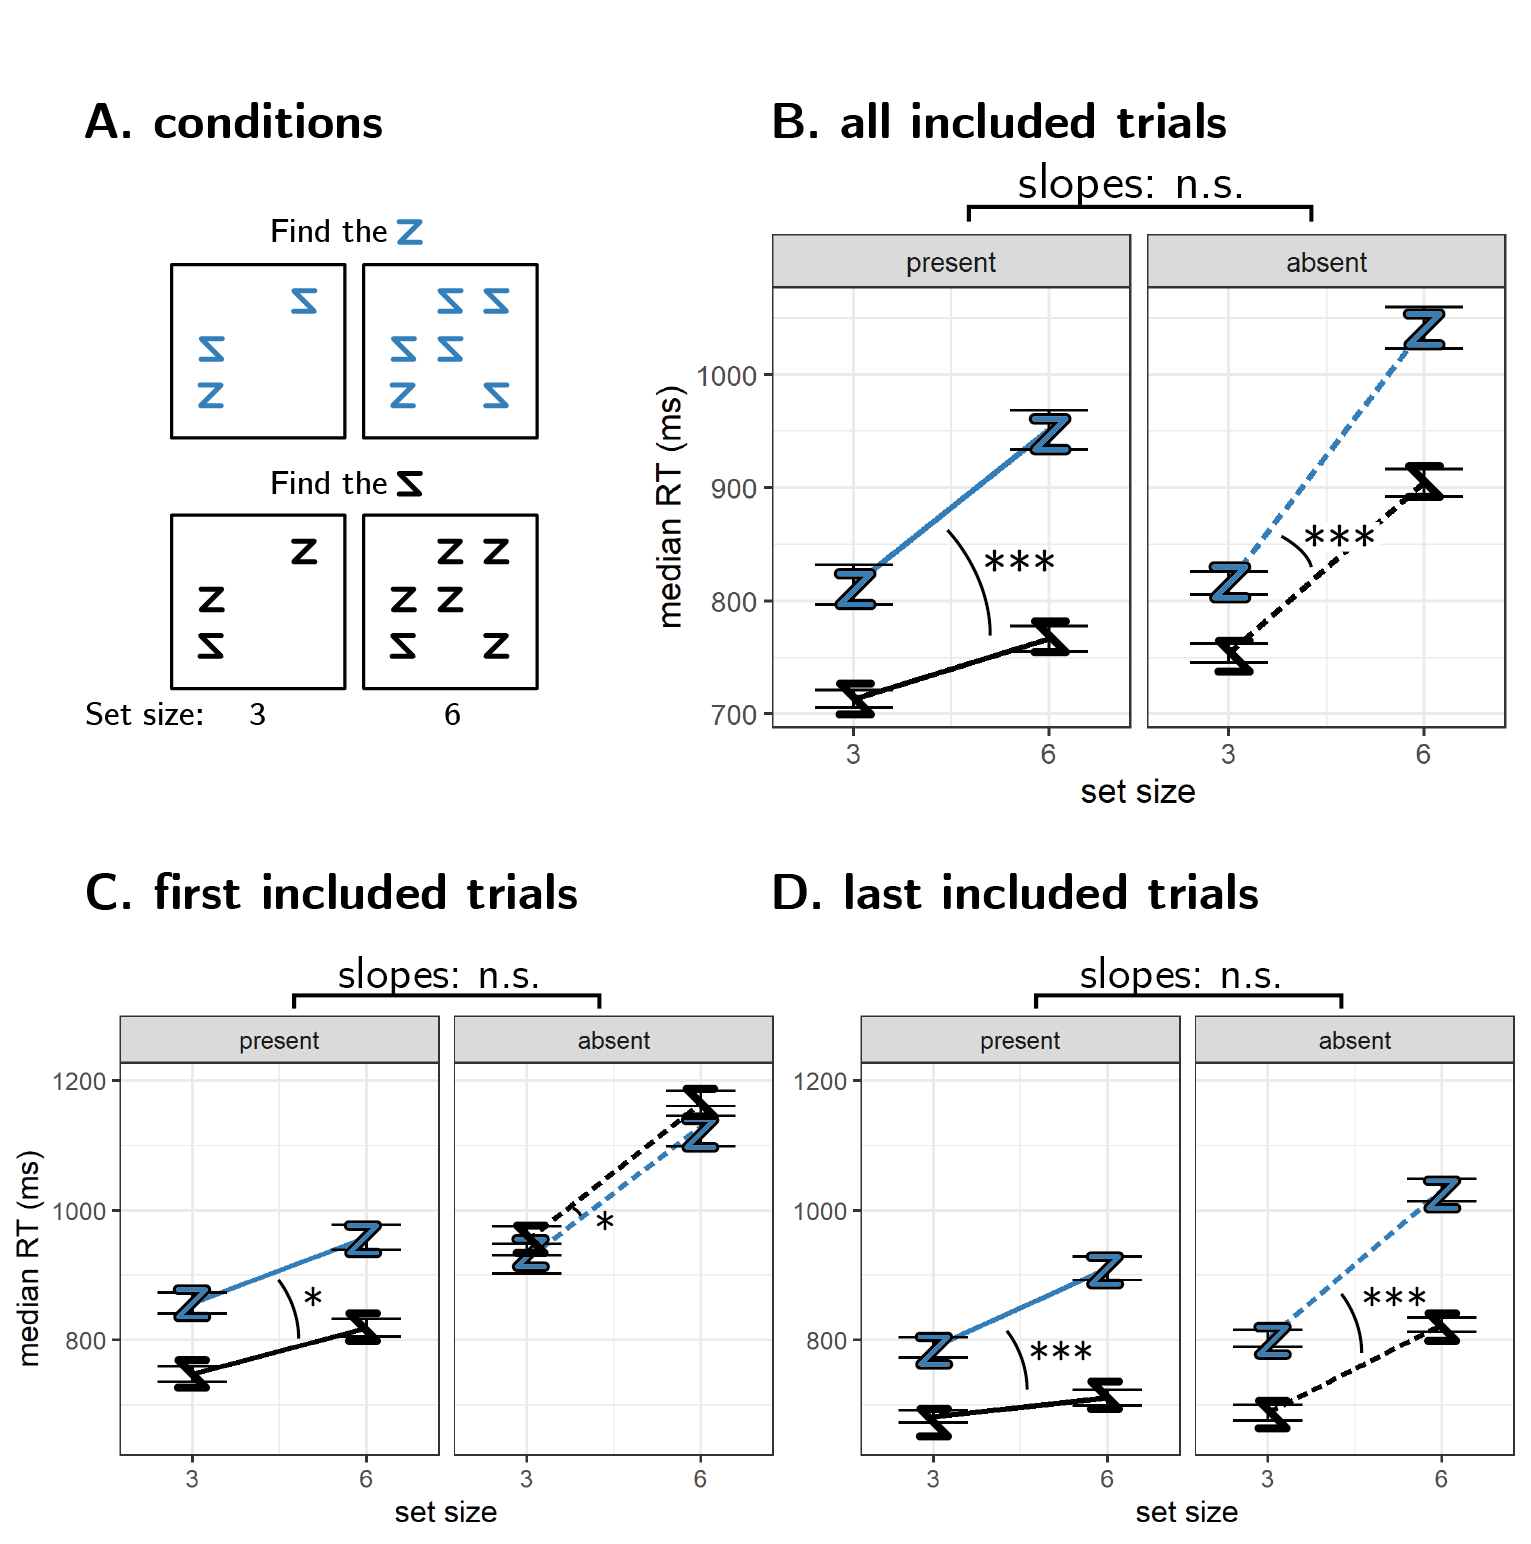 A. conditions
Find the Z
Find the
Set size: 3 6
B. all included trials
slopes: n.s.
present absent
median RT (ms)
1000
900
800
700
***
***
3 6 3 6
set size
C. first included trials
slopes: n.s.
present absent
median RT (ms)
1200
1000
800
*
*
3 6 3 6
set size
D. last included trials
slopes: n.s.
present absent
1200
1000
800
***
***
3 6 3 6
set size